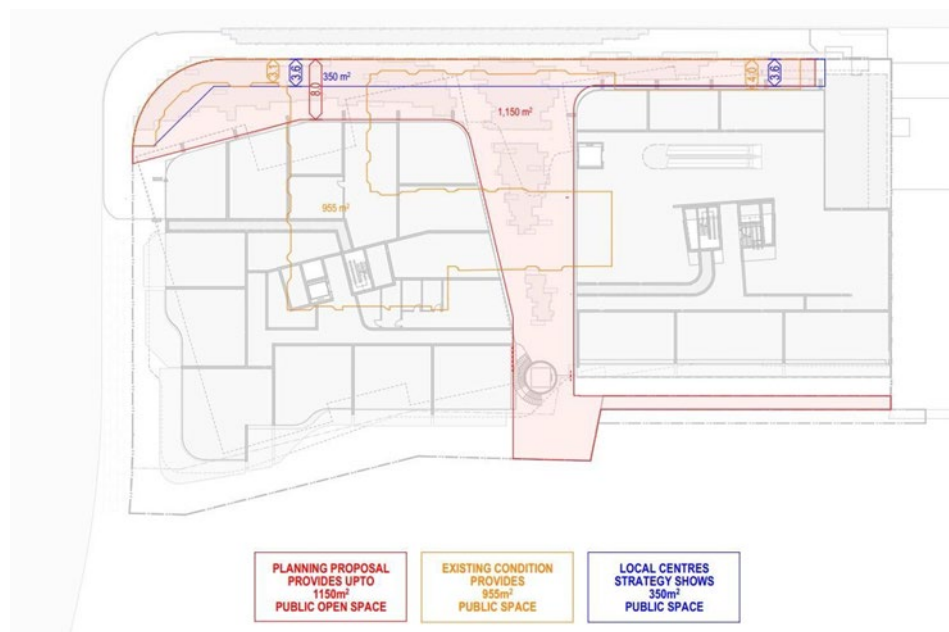 3.1
3.6
8.0
350 m²
4.0
3.6
1,150 m²
955 m²
PLANNING PROPOSAL
PROVIDES UPTO
1150m²
PUBLIC OPEN SPACE
EXISTING CONDITION
PROVIDES
955m²
PUBLIC SPACE
LOCAL CENTRES
STRATEGY SHOWS
350m²
PUBLIC SPACE